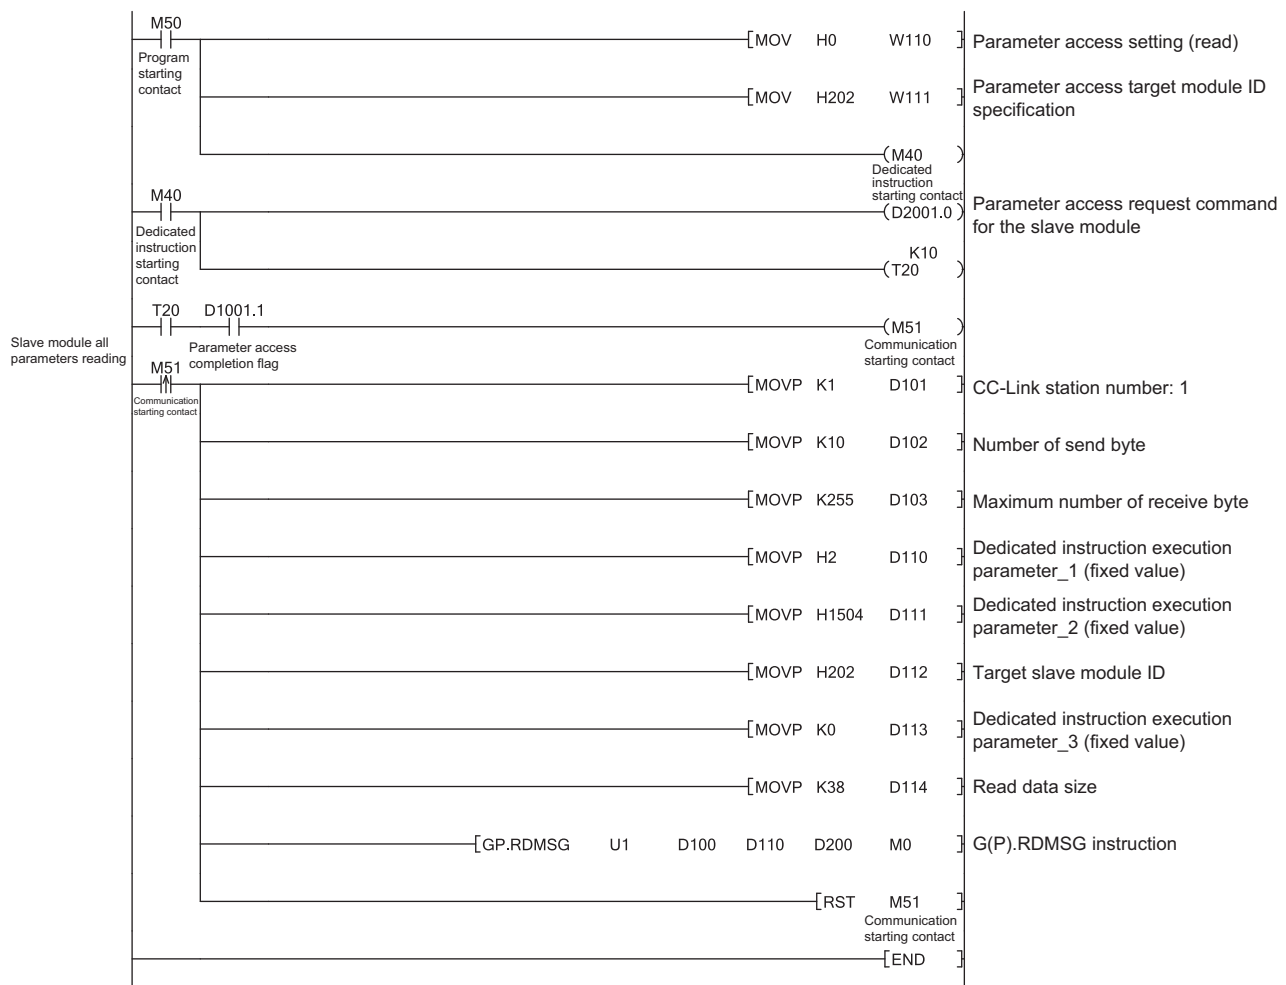 M50
MOV H0 W110 Parameter access setting (read)
Program
starting
contact
MOV H202 W111 Parameter access target module ID
specification
M40
Dedicated
instruction
starting contact
M40
D2001.0 Parameter access request command
for the slave module
Dedicated
instruction
starting
contact
K10
T20
T20 D1001.1
M51
Parameter access
completion flag
Communication
starting contact
Slave module all
parameters reading
M51
MOVP K1 D101 CC-Link station number: 1
Communication
starting contact
MOVP K10 D102 Number of send byte
MOVP K255 D103 Maximum number of receive byte
MOVP H2 D110 Dedicated instruction execution
parameter_1 (fixed value)
MOVP H1504 D111 Dedicated instruction execution
parameter_2 (fixed value)
MOVP H202 D112 Target slave module ID
MOVP K0 D113 Dedicated instruction execution
parameter_3 (fixed value)
MOVP K38 D114 Read data size
GP.RDMSG U1 D100 D110 D200 M0 G(P).RDMSG instruction
RST M51
Communication
starting contact
END